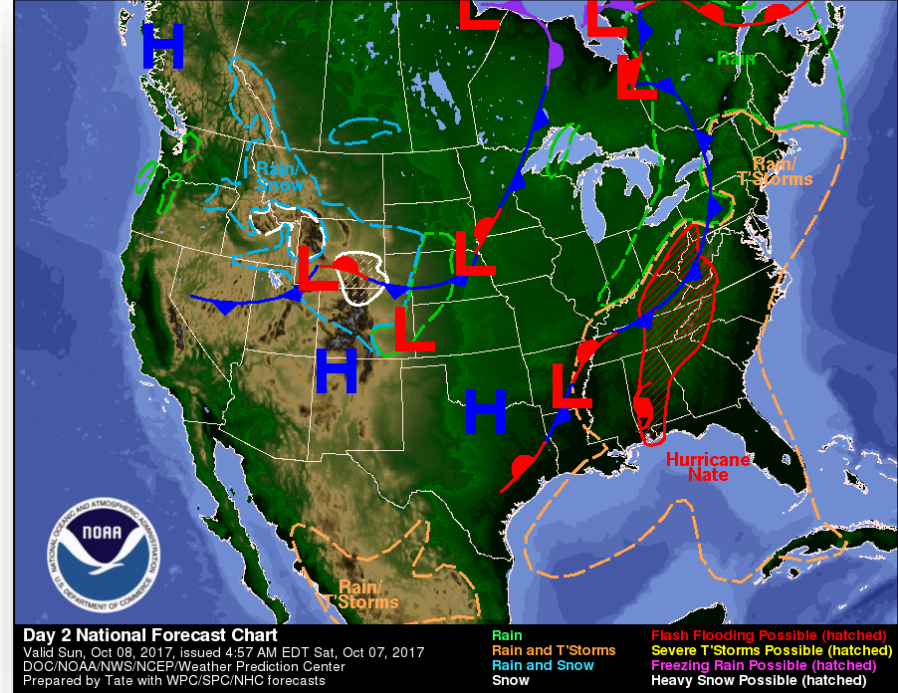 H
L
L
L
Rain
Rain/
Snow
Rain/
T'Storms
L
L
L
H
L
H
Hurricane
Nate
NATIONAL OCEANIC AND ATMOSPHERIC ADMINISTRATION
NOAA
U.S. DEPARTMENT OF COMMERCE
Rain/
T'Storms
Day 2 National Forecast Chart
Valid Sun, Oct 08, 2017, issued 4:57 AM EDT Sat, Oct 07, 2017
DOC/NOAA/NWS/NCEP/Weather Prediction Center
Prepared by Tate with WPC/SPC/NHC forecasts
Rain
Rain and T'Storms
Rain and Snow
Snow
Flash Flooding Possible (hatched)
Severe T'Storms Possible (hatched)
Freezing Rain Possible (hatched)
Heavy Snow Possible (hatched)